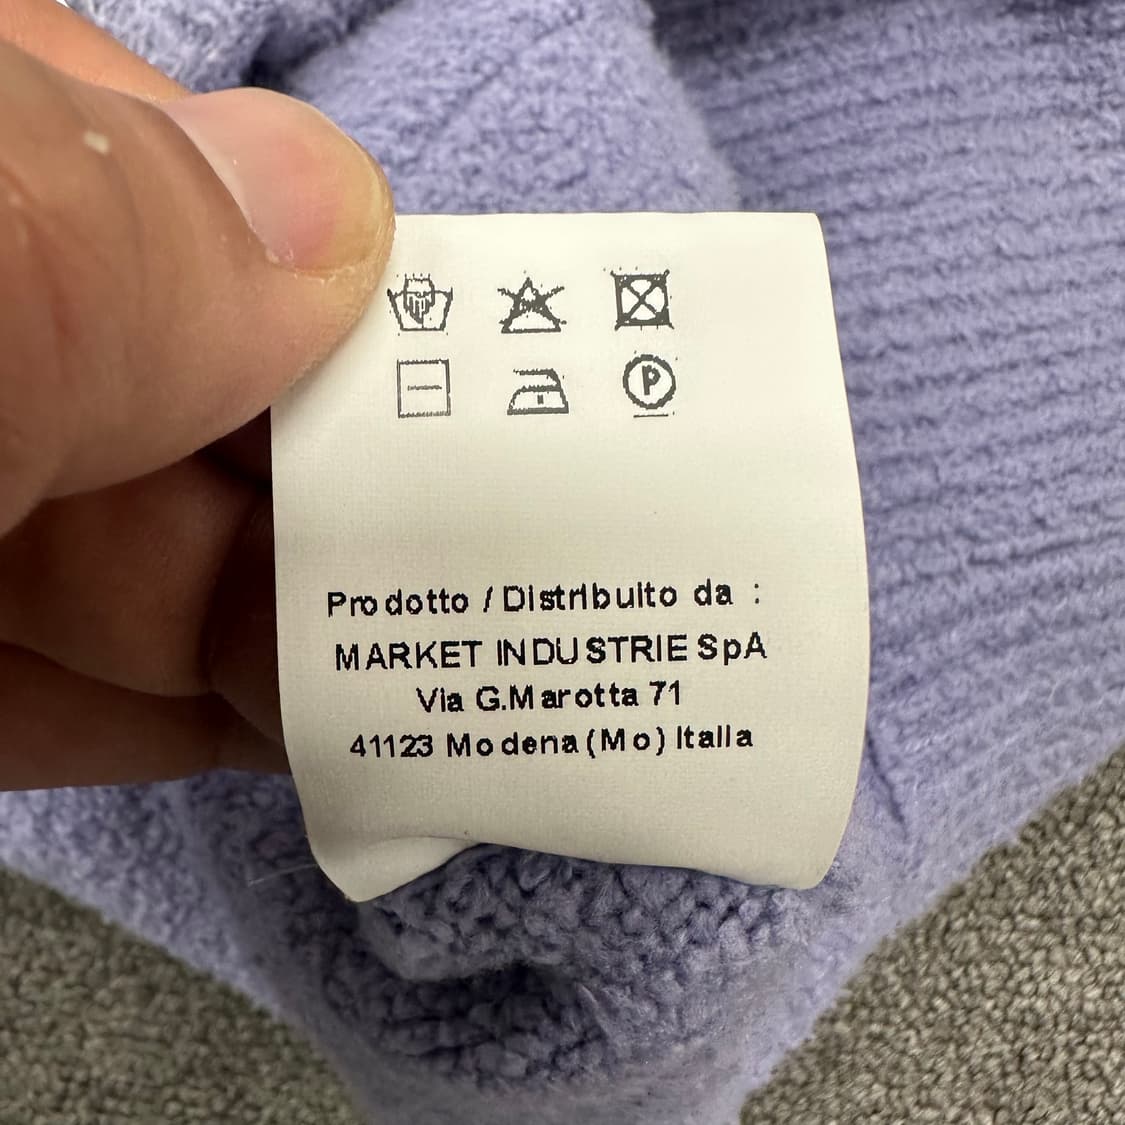 P
Prodotto / Distribuito da :
MARKET INDUSTRIE SpA
Via G.Marotta 71
41123 Modena (Mo) Italia